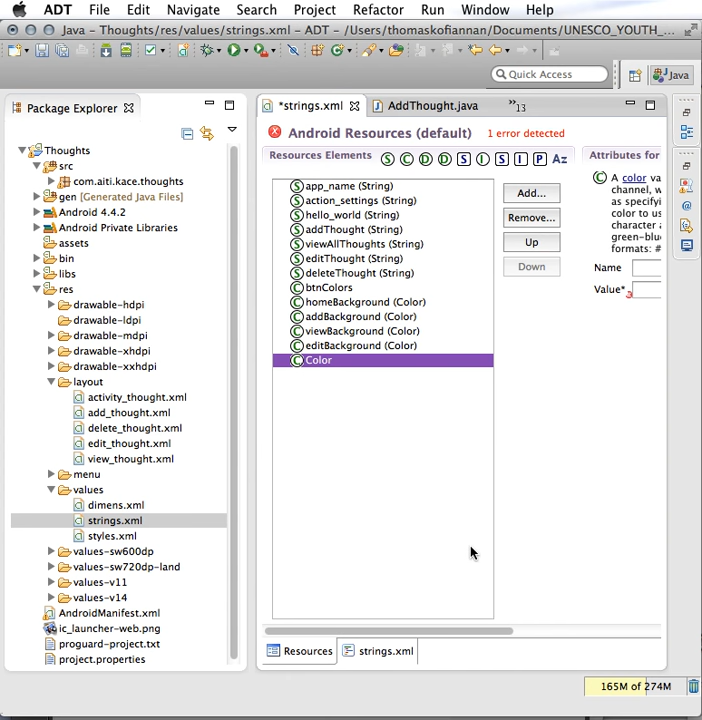 ADT File Edit Navigate Search Project Refactor Run Window Help
Java – Thoughts/res/values/strings.xml – ADT – /Users/thomaskofiannan/Documents/UNESCO_YOUTH_...
Quick Access
Java
Package Explorer
Thoughts
src
com.aiti.kace.thoughts
gen [Generated Java Files]
Android 4.4.2
Android Private Libraries
assets
bin
libs
res
drawable-hdpi
drawable-ldpi
drawable-mdpi
drawable-xhdpi
drawable-xxhdpi
layout
activity_thought.xml
add_thought.xml
delete_thought.xml
edit_thought.xml
view_thought.xml
menu
values
dimens.xml
strings.xml
styles.xml
values-sw600dp
values-sw720dp-land
values-v11
values-v14
AndroidManifest.xml
ic_launcher-web.png
proguard-project.txt
project.properties
*strings.xml AddThought.java »13
Android Resources (default) 1 error detected
Resources Elements S C D D S I S I P Az
S app_name (String)
S action_settings (String)
S hello_world (String)
S addThought (String)
S viewAllThoughts (String)
S editThought (String)
S deleteThought (String)
C btnColors
C homeBackground (Color)
C addBackground (Color)
C viewBackground (Color)
C editBackground (Color)
C Color
Add...
Remove...
Up
Down
Attributes for
C A color va
channel, w
as specifyin
color to us
character a
green-blue
formats: #
Name
Value*
Resources strings.xml
165M of 274M